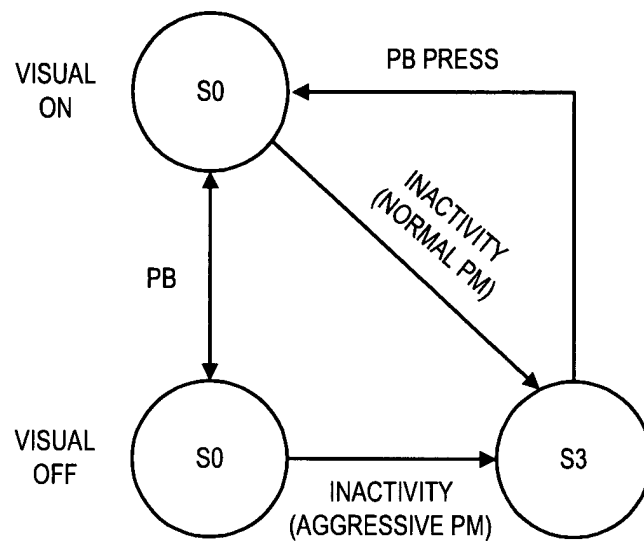 VISUAL
ON
S0
PB PRESS
INACTIVITY
(NORMAL PM)
PB
VISUAL
OFF
S0
S3
INACTIVITY
(AGGRESSIVE PM)